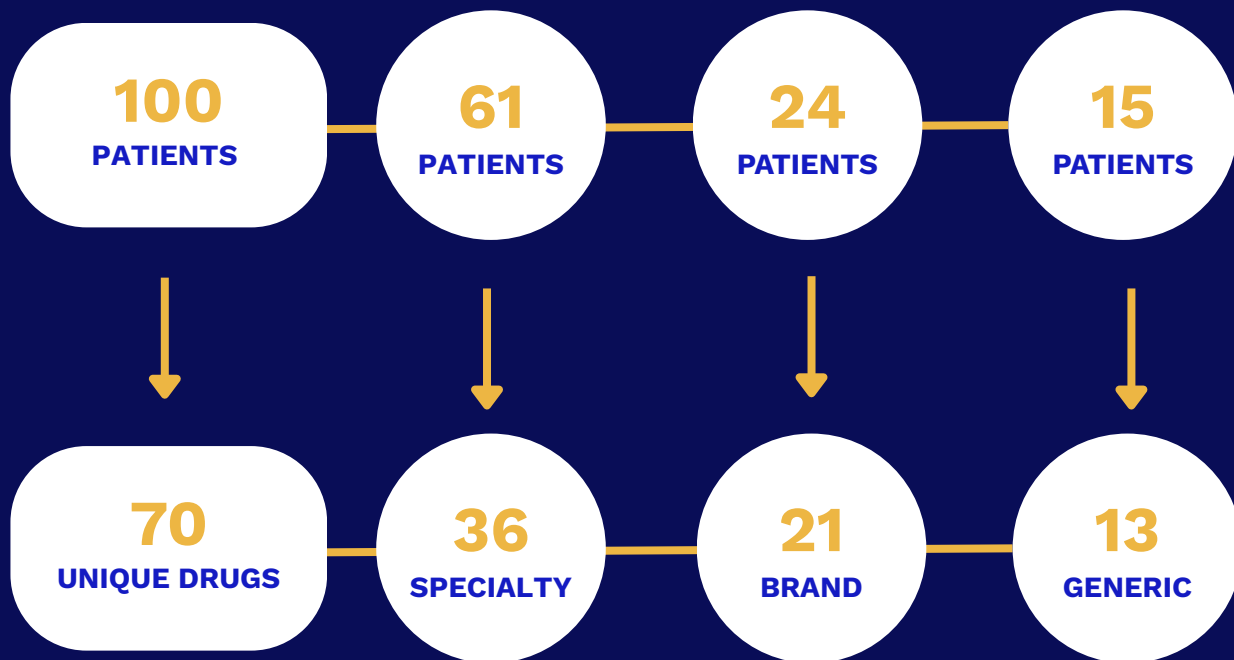 100
PATIENTS
61
PATIENTS
24
PATIENTS
15
PATIENTS
70
UNIQUE DRUGS
36
SPECIALTY
21
BRAND
13
GENERIC